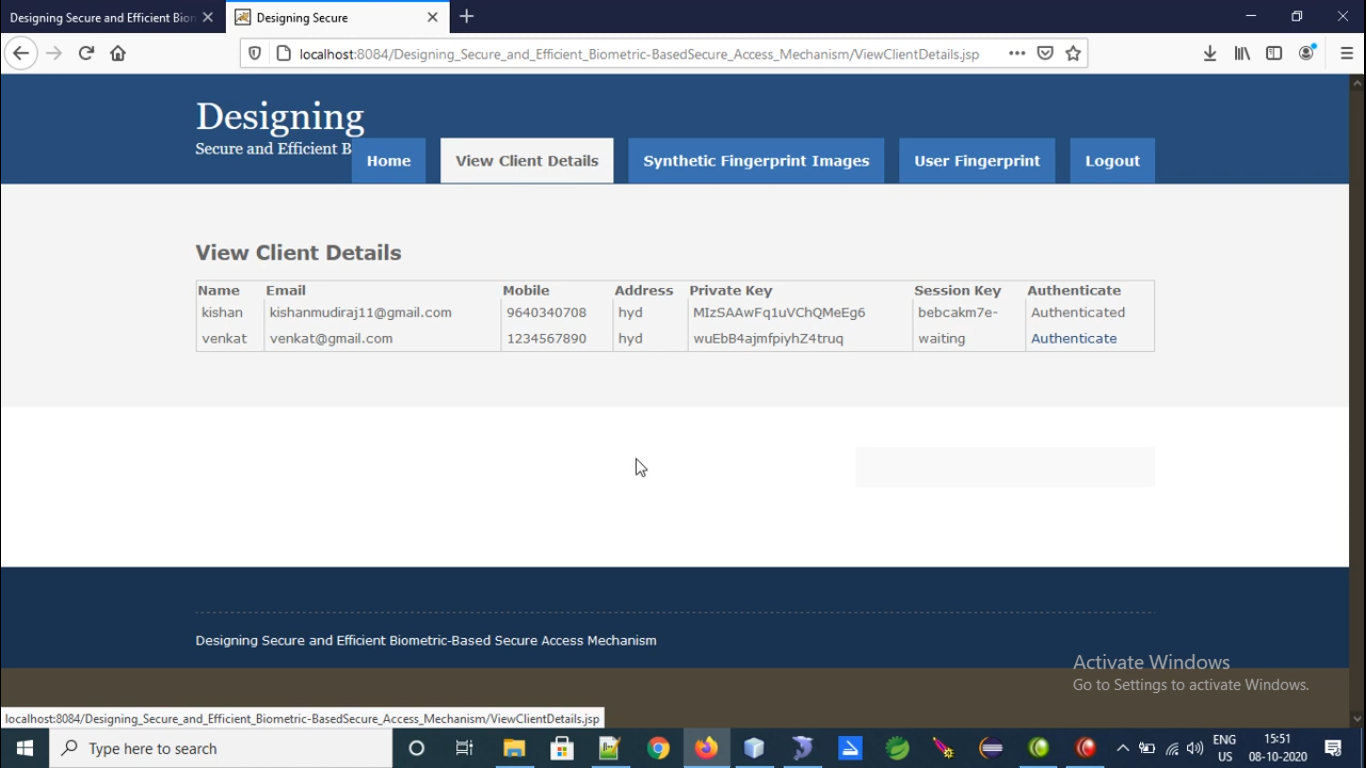 Designing Secure and Efficient Bion
Designing Secure
localhost:8084/Designing_Secure_and_Efficient_Biometric-BasedSecure_Access_Mechanism/ViewClientDetails.jsp
Designing
Secure and Efficient B
Home
View Client Details
Synthetic Fingerprint Images
User Fingerprint
Logout
View Client Details
Name Email Mobile Address Private Key Session Key Authenticate
kishan kishanmudiraj11@gmail.com 9640340708 hyd MIzSAAwFq1uVChQMeEg6 bebcakm7e- Authenticated
venkat venkat@gmail.com 1234567890 hyd wuEbB4ajmfpiyhZ4truq waiting Authenticate
Designing Secure and Efficient Biometric-Based Secure Access Mechanism
Activate Windows
Go to Settings to activate Windows.
localhost:8084/Designing_Secure_and_Efficient_Biometric-BasedSecure_Access_Mechanism/ViewClientDetails.jsp
Type here to search
ENG
US
15:51
08-10-2020